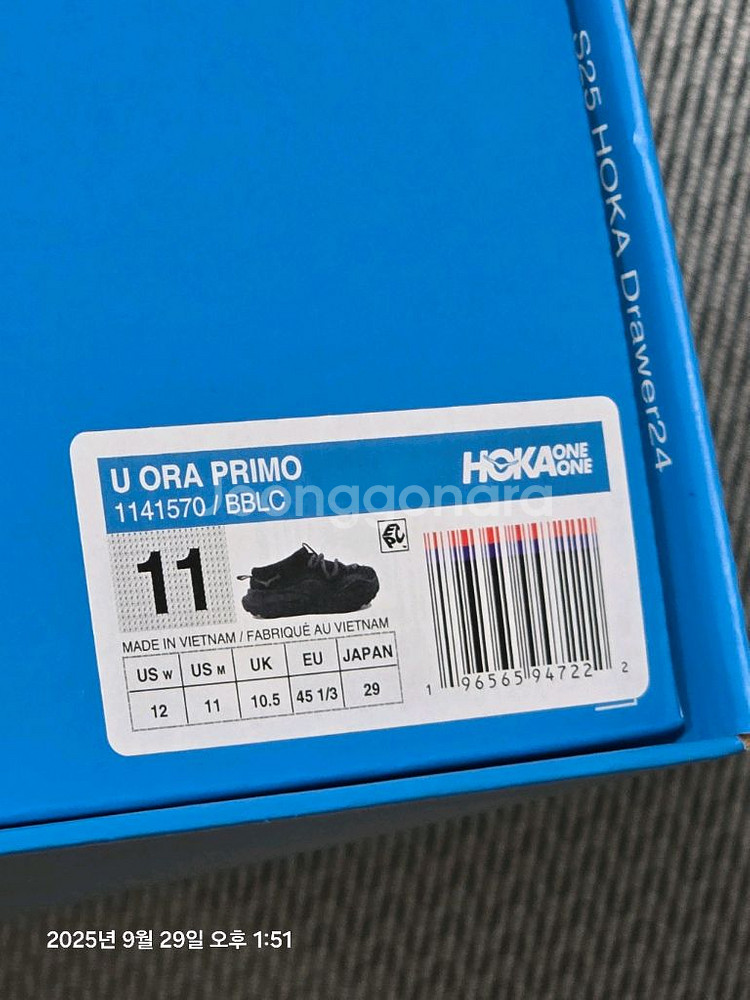 S25 HOKA Drawer24
U ORA PRIMO
HOKA ONE ONE
1141570 / BBLC
joonggonara
11
MADE IN VIETNAM / FABRIQUÉ AU VIETNAM
US W US M UK EU JAPAN
12 11 10.5 45 1/3 29
1 96565 94722 2
2025년 9월 29일 오후 1:51